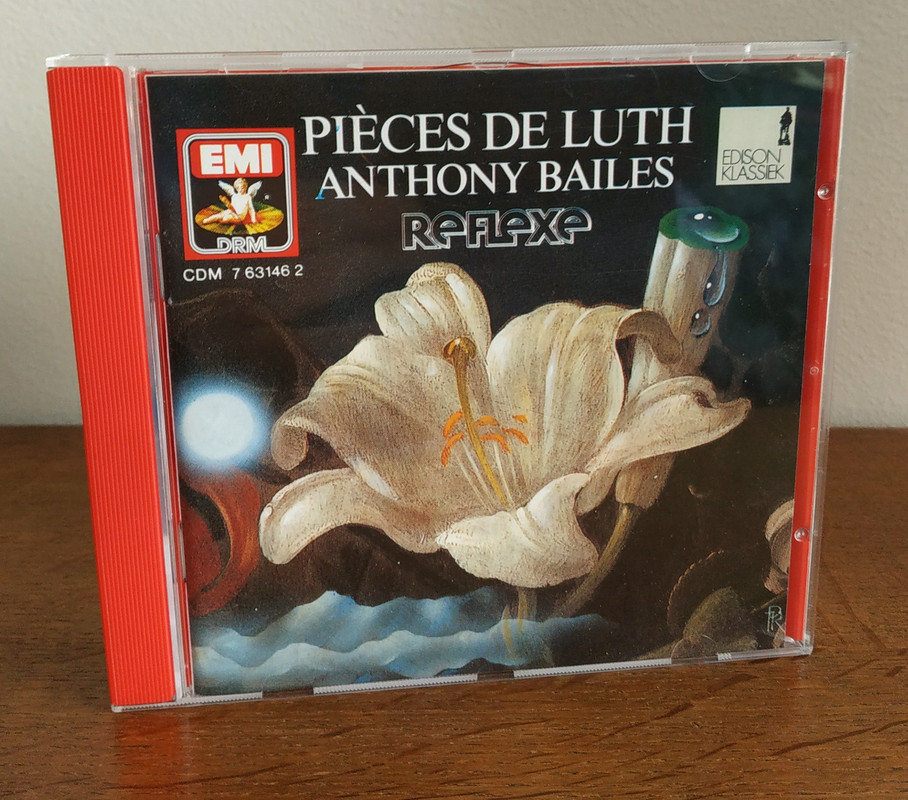 PIÈCES DE LUTH
ANTHONY BAILES
REFLEXE
EMI
DRM
CDM 7 63146 2
EDISON
KLASSIEK